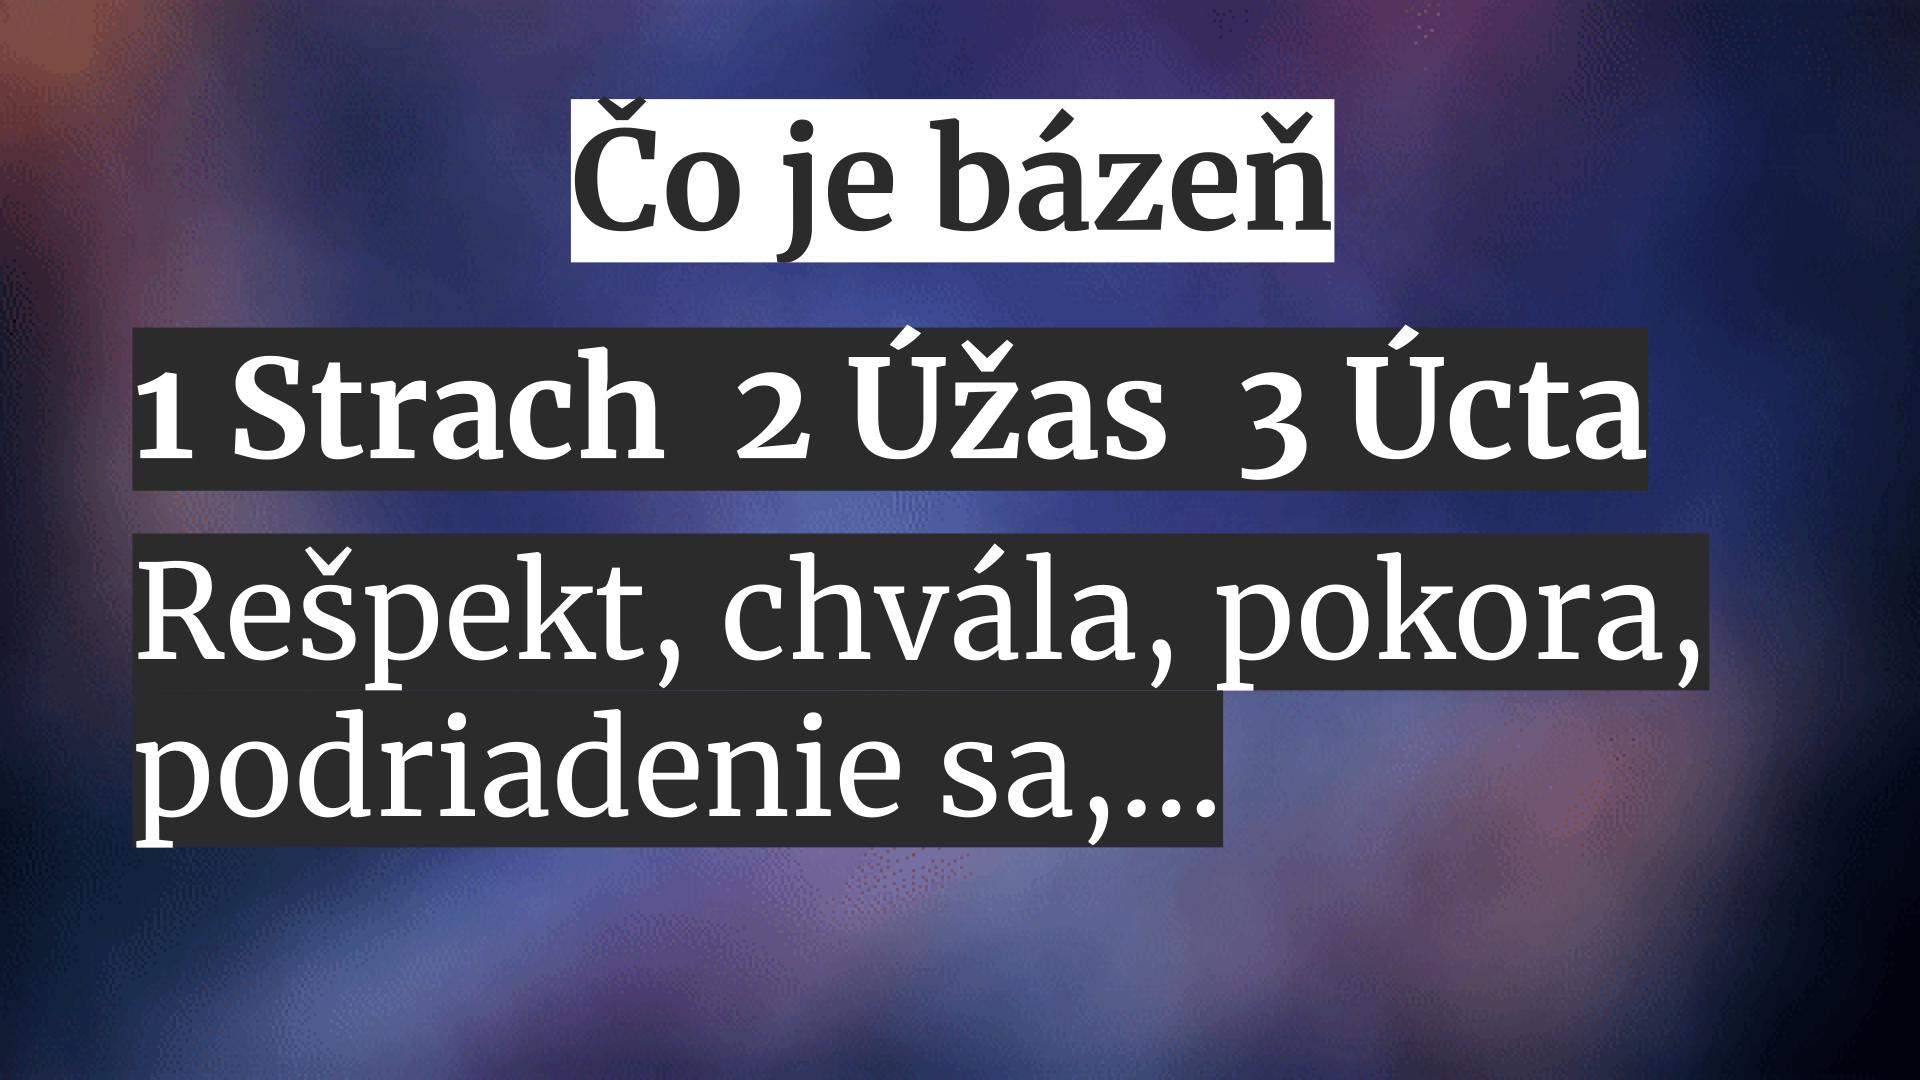 Čo je bázeň
1 Strach  2 Úžas  3 Úcta
Rešpekt, chvála, pokora,
podriadenie sa,...